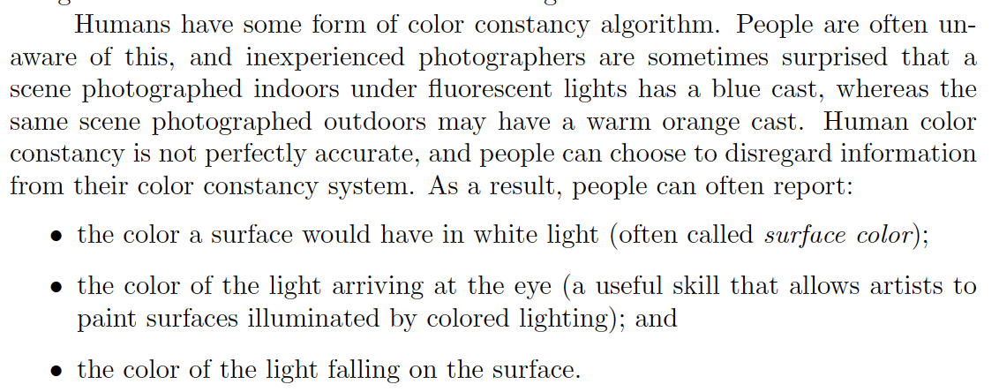 Humans have some form of color constancy algorithm. People are often un-
aware of this, and inexperienced photographers are sometimes surprised that a
scene photographed indoors under fluorescent lights has a blue cast, whereas the
same scene photographed outdoors may have a warm orange cast. Human color
constancy is not perfectly accurate, and people can choose to disregard information
from their color constancy system. As a result, people can often report:
• the color a surface would have in white light (often called surface color);
• the color of the light arriving at the eye (a useful skill that allows artists to
paint surfaces illuminated by colored lighting); and
• the color of the light falling on the surface.